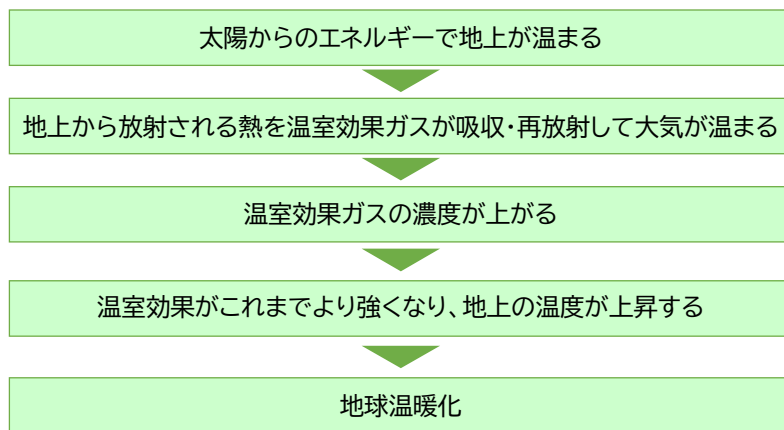 太陽からのエネルギーで地上が温まる
地上から放射される熱を温室効果ガスが吸収・再放射して大気が温まる
温室効果ガスの濃度が上がる
温室効果がこれまでより強くなり、地上の温度が上昇する
地球温暖化